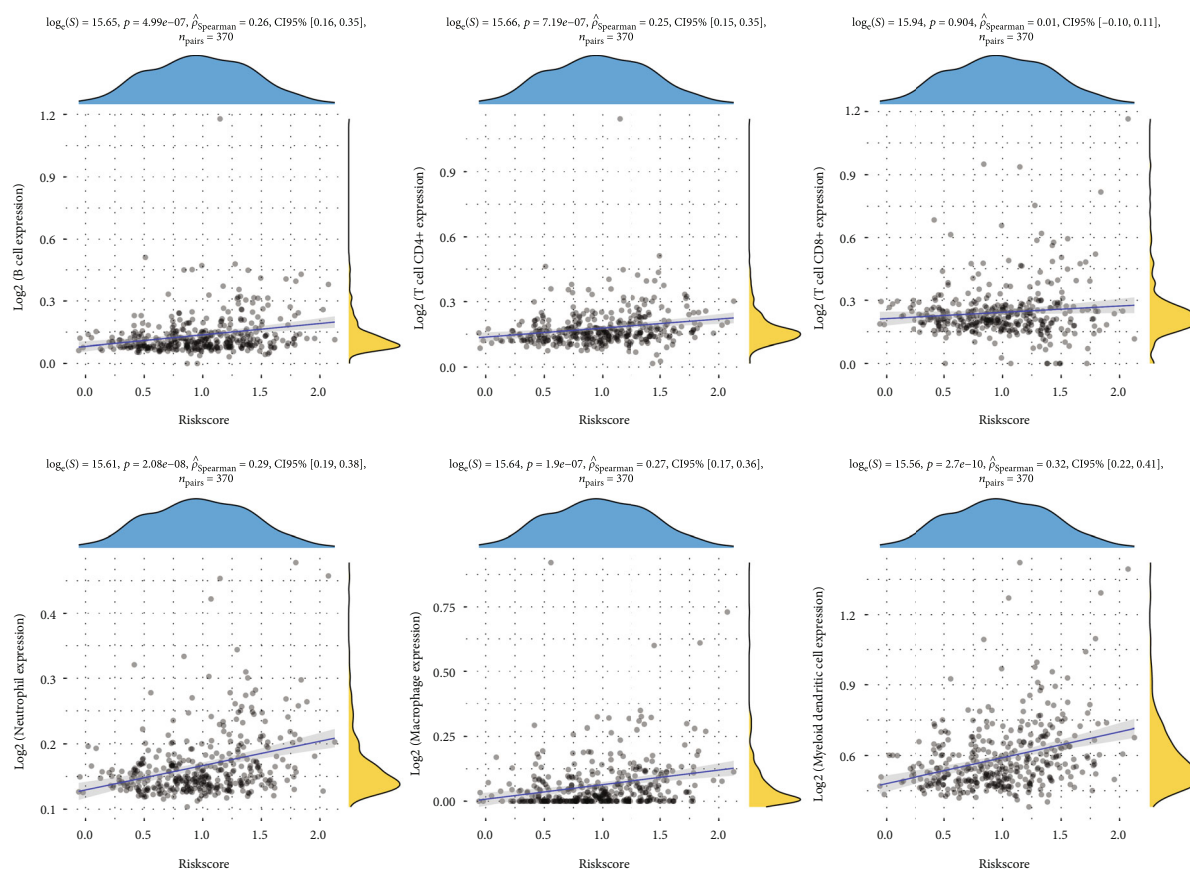 logₑ(S) = 15.65, p = 4.99e−07, ρ̂Spearman = 0.26, CI95% [0.16, 0.35],
npairs = 370
1.2
0.9
0.6
0.3
0.0
Log2 (B cell expression)
0.0 0.5 1.0 1.5 2.0
Riskscore
logₑ(S) = 15.66, p = 7.19e−07, ρ̂Spearman = 0.25, CI95% [0.15, 0.35],
npairs = 370
0.9
0.6
0.3
0.0
Log2 (T cell CD4+ expression)
0.0 0.5 1.0 1.5 2.0
Riskscore
logₑ(S) = 15.94, p = 0.904, ρ̂Spearman = 0.01, CI95% [−0.10, 0.11],
npairs = 370
1.2
0.9
0.6
0.3
0.0
Log2 (T cell CD8+ expression)
0.0 0.5 1.0 1.5 2.0
Riskscore
logₑ(S) = 15.61, p = 2.08e−08, ρ̂Spearman = 0.29, CI95% [0.19, 0.38],
npairs = 370
0.4
0.3
0.2
0.1
Log2 (Neutrophil expression)
0.0 0.5 1.0 1.5 2.0
Riskscore
logₑ(S) = 15.64, p = 1.9e−07, ρ̂Spearman = 0.27, CI95% [0.17, 0.36],
npairs = 370
0.75
0.50
0.25
0.00
Log2 (Macrophage expression)
0.0 0.5 1.0 1.5 2.0
Riskscore
logₑ(S) = 15.56, p = 2.7e−10, ρ̂Spearman = 0.32, CI95% [0.22, 0.41],
npairs = 370
1.2
0.9
0.6
Log2 (Myeloid dendritic cell expression)
0.0 0.5 1.0 1.5 2.0
Riskscore